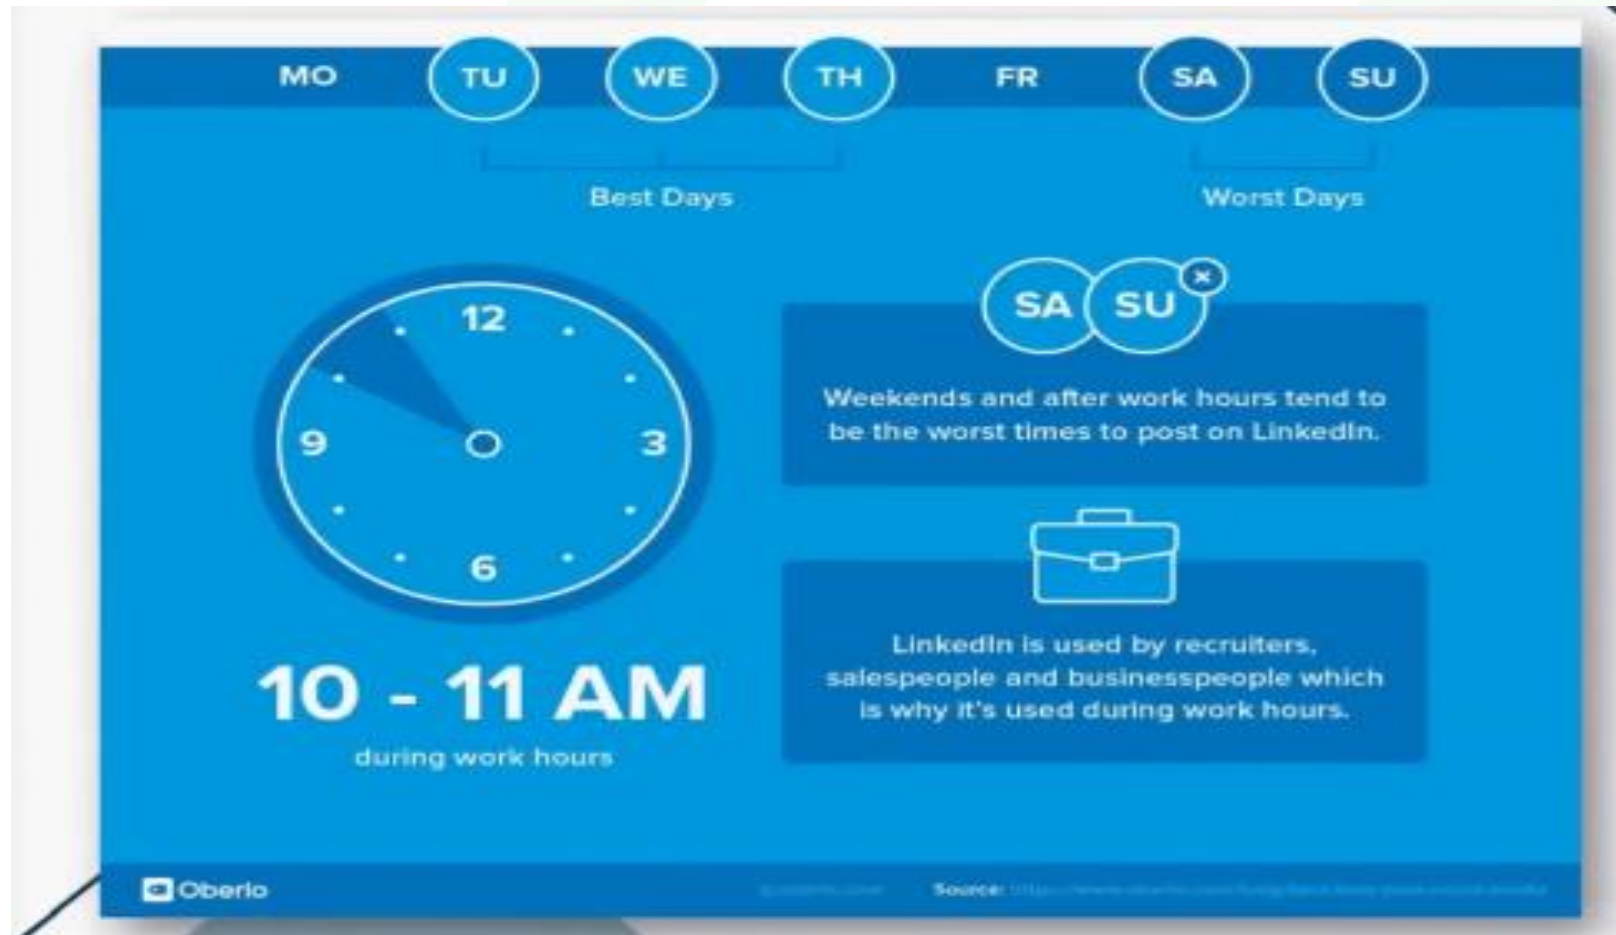 MO TU WE TH FR SA SU
Best Days Worst Days
12
9 3
6
10 - 11 AM
during work hours
SA SU ×
Weekends and after work hours tend to
be the worst times to post on LinkedIn.
LinkedIn is used by recruiters,
salespeople and businesspeople which
is why it's used during work hours.
Oberlo
Source: